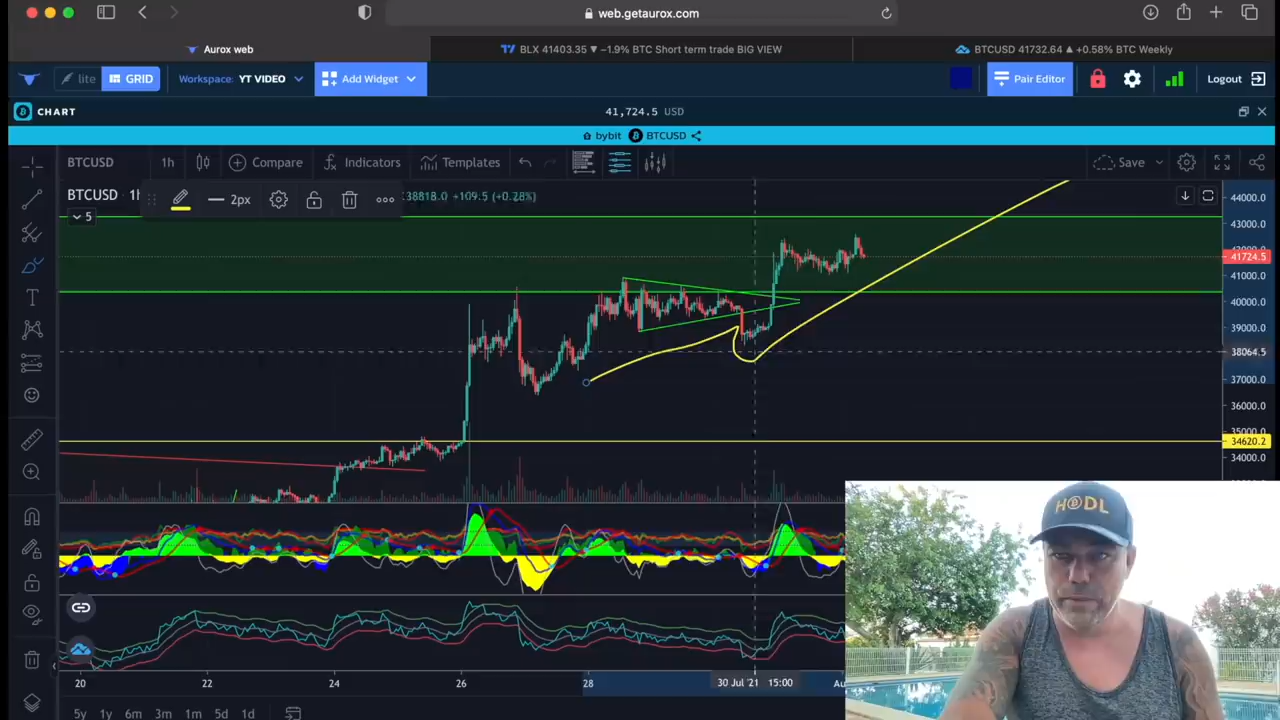 web.getaurox.com
Aurox web
BLX 41403.35 ▼ −1.9% BTC Short term trade BIG VIEW
BTCUSD 41732.64 ▲ +0.58% BTC Weekly
lite
GRID
Workspace: YT VIDEO
Add Widget
Pair Editor
Logout
CHART
41,724.5 USD
bybit
BTCUSD
BTCUSD
1h
Compare
Indicators
Templates
Save
BTCUSD
2px
38818.0 +109.5 (+0.28%)
5
44000.0
43000.0
41724.5
41000.0
40000.0
39000.0
38064.5
37000.0
36000.0
35000.0
34620.2
34000.0
HODL
20
22
24
26
28
30 Jul '21 15:00
5y 1y 6m 3m 1m 5d 1d